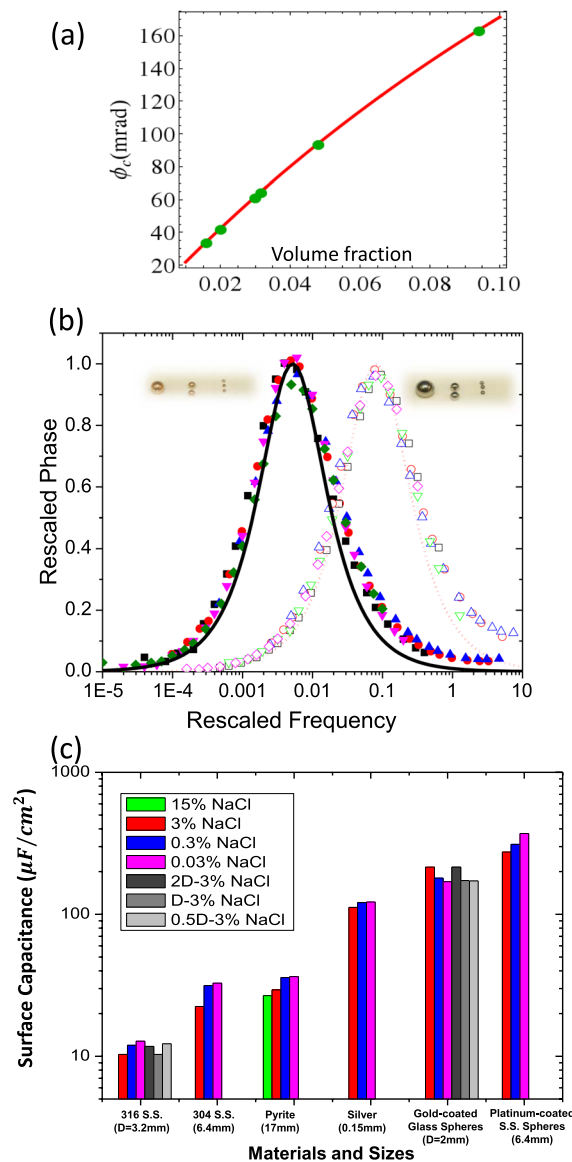 (a)
160
140
120
100
80
60
40
20
ϕc(mrad)
Volume fraction
0.02 0.04 0.06 0.08 0.10
(b)
1.0
0.8
0.6
0.4
0.2
0.0
Rescaled Phase
1E-5 1E-4 0.001 0.01 0.1 1 10
Rescaled Frequency
(c)
1000
100
10
Surface Capacitance (μF/cm²)
15% NaCl
3% NaCl
0.3% NaCl
0.03% NaCl
2D-3% NaCl
D-3% NaCl
0.5D-3% NaCl
316 S.S. 304 S.S. Pyrite Silver Gold-coated Platinum-coated
(D=3.2mm) (6.4mm) (17mm) (0.15mm) Glass Spheres S.S. Spheres
(D=2mm) (6.4mm)
Materials and Sizes